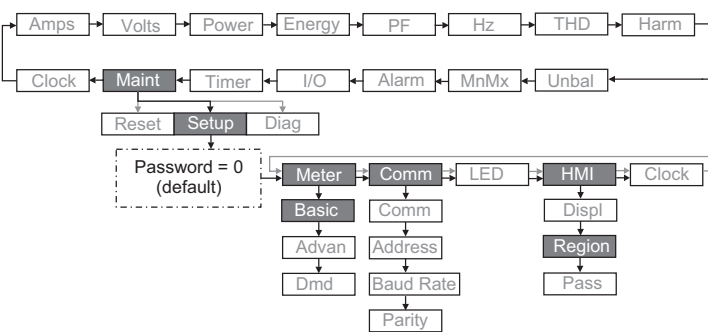 Amps Volts Power Energy PF Hz THD Harm
Clock Maint Timer I/O Alarm MnMx Unbal
Reset Setup Diag
Password = 0
(default)
Meter Comm LED HMI Clock
Basic Comm Displ
Advan Address Region
Dmd Baud Rate Pass
Parity